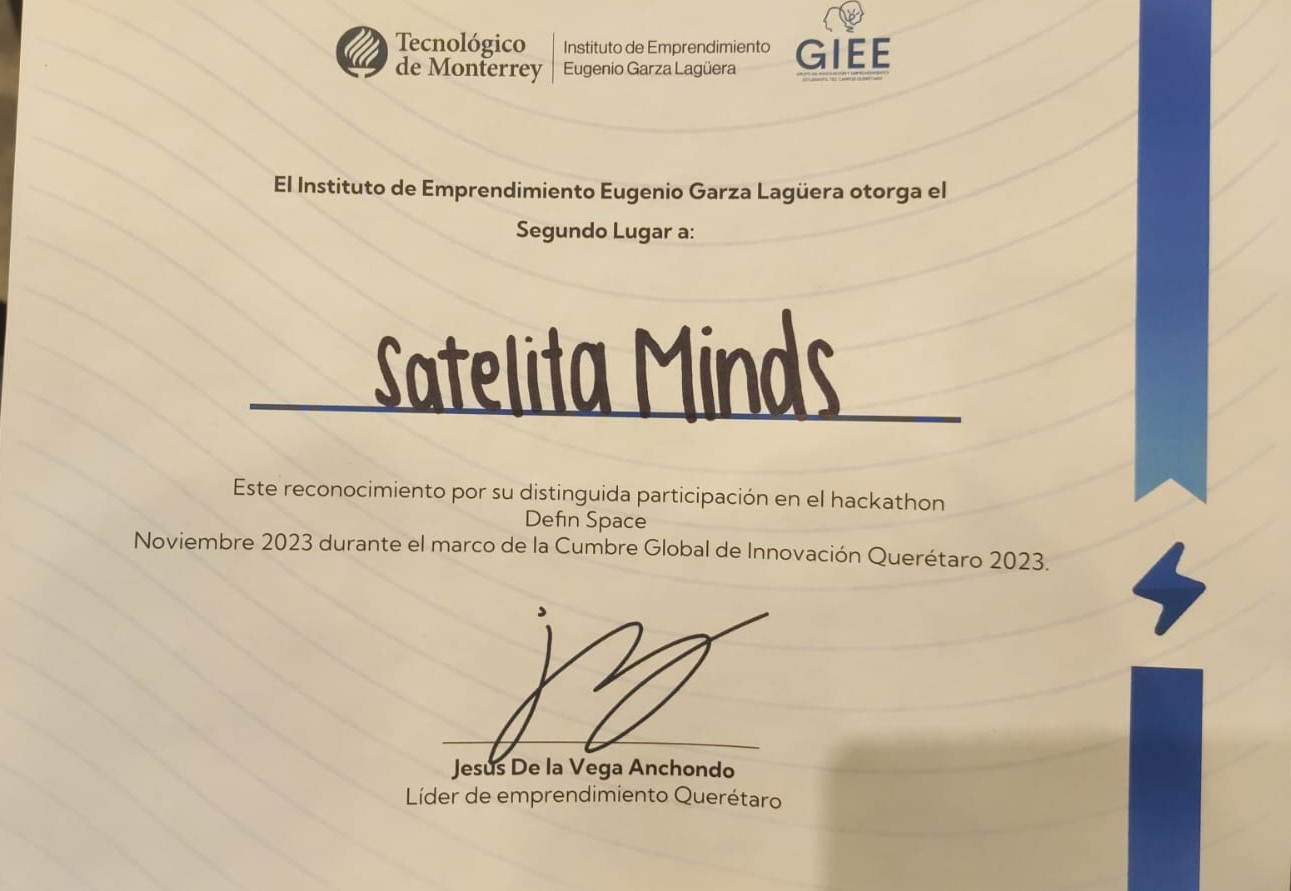 Tecnológico
de Monterrey
Instituto de Emprendimiento
Eugenio Garza Lagüera
GIEE
El Instituto de Emprendimiento Eugenio Garza Lagüera otorga el
Segundo Lugar a:
Satelita Minds
Este reconocimiento por su distinguida participación en el hackathon
Defin Space
Noviembre 2023 durante el marco de la Cumbre Global de Innovación Querétaro 2023.
Jesús De la Vega Anchondo
Líder de emprendimiento Querétaro